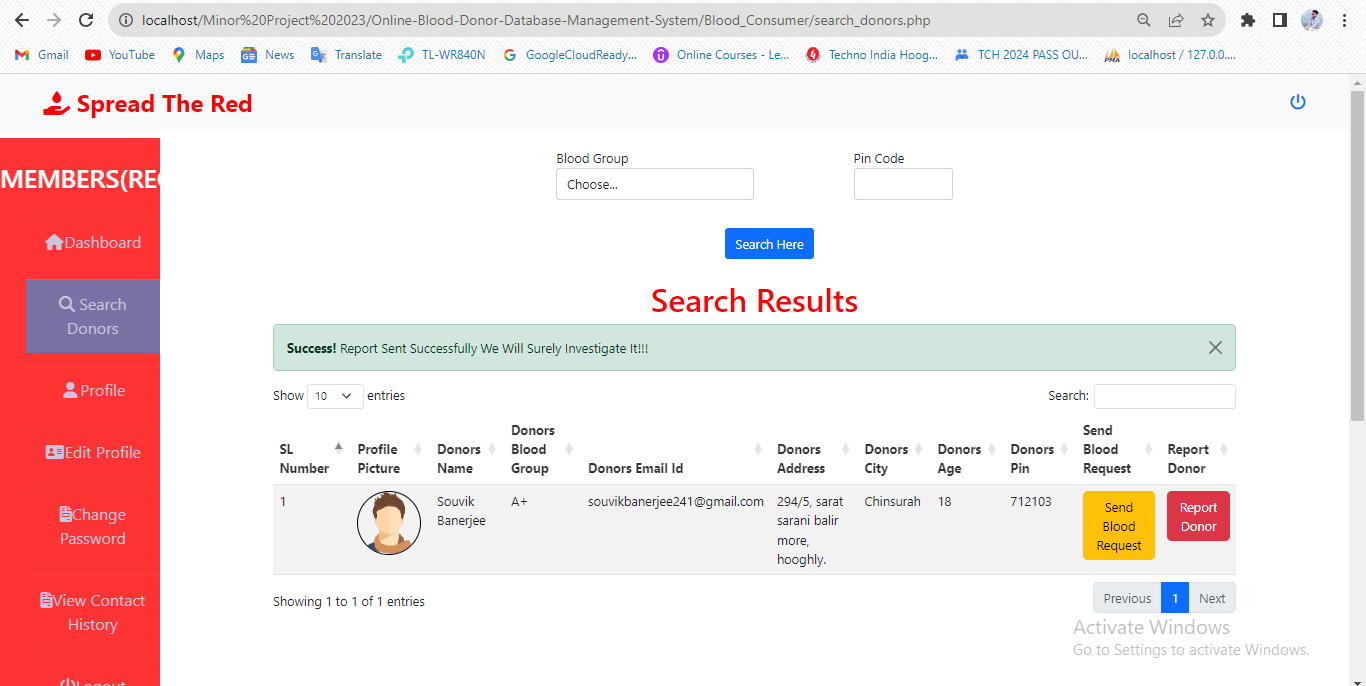 localhost/Minor%20Project%202023/Online-Blood-Donor-Database-Management-System/Blood_Consumer/search_donors.php
Gmail YouTube Maps News Translate TL-WR840N GoogleCloudReady... Online Courses - Le... Techno India Hoog... TCH 2024 PASS OU... localhost / 127.0.0....
Spread The Red
MEMBERS(REC
Dashboard
Search
Donors
Profile
Edit Profile
Change
Password
View Contact
History
Logout
Blood Group Pin Code
Choose...
Search Here
Search Results
Success! Report Sent Successfully We Will Surely Investigate It!!!
Show 10 entries Search:
SL Number Profile Picture Donors Name Donors Blood Group Donors Email Id Donors Address Donors City Donors Age Donors Pin Send Blood Request Report Donor
1 Souvik Banerjee A+ souvikbanerjee241@gmail.com 294/5, sarat sarani balir more, hooghly. Chinsurah 18 712103 Send Blood Request Report Donor
Showing 1 to 1 of 1 entries Previous 1 Next
Activate Windows
Go to Settings to activate Windows.